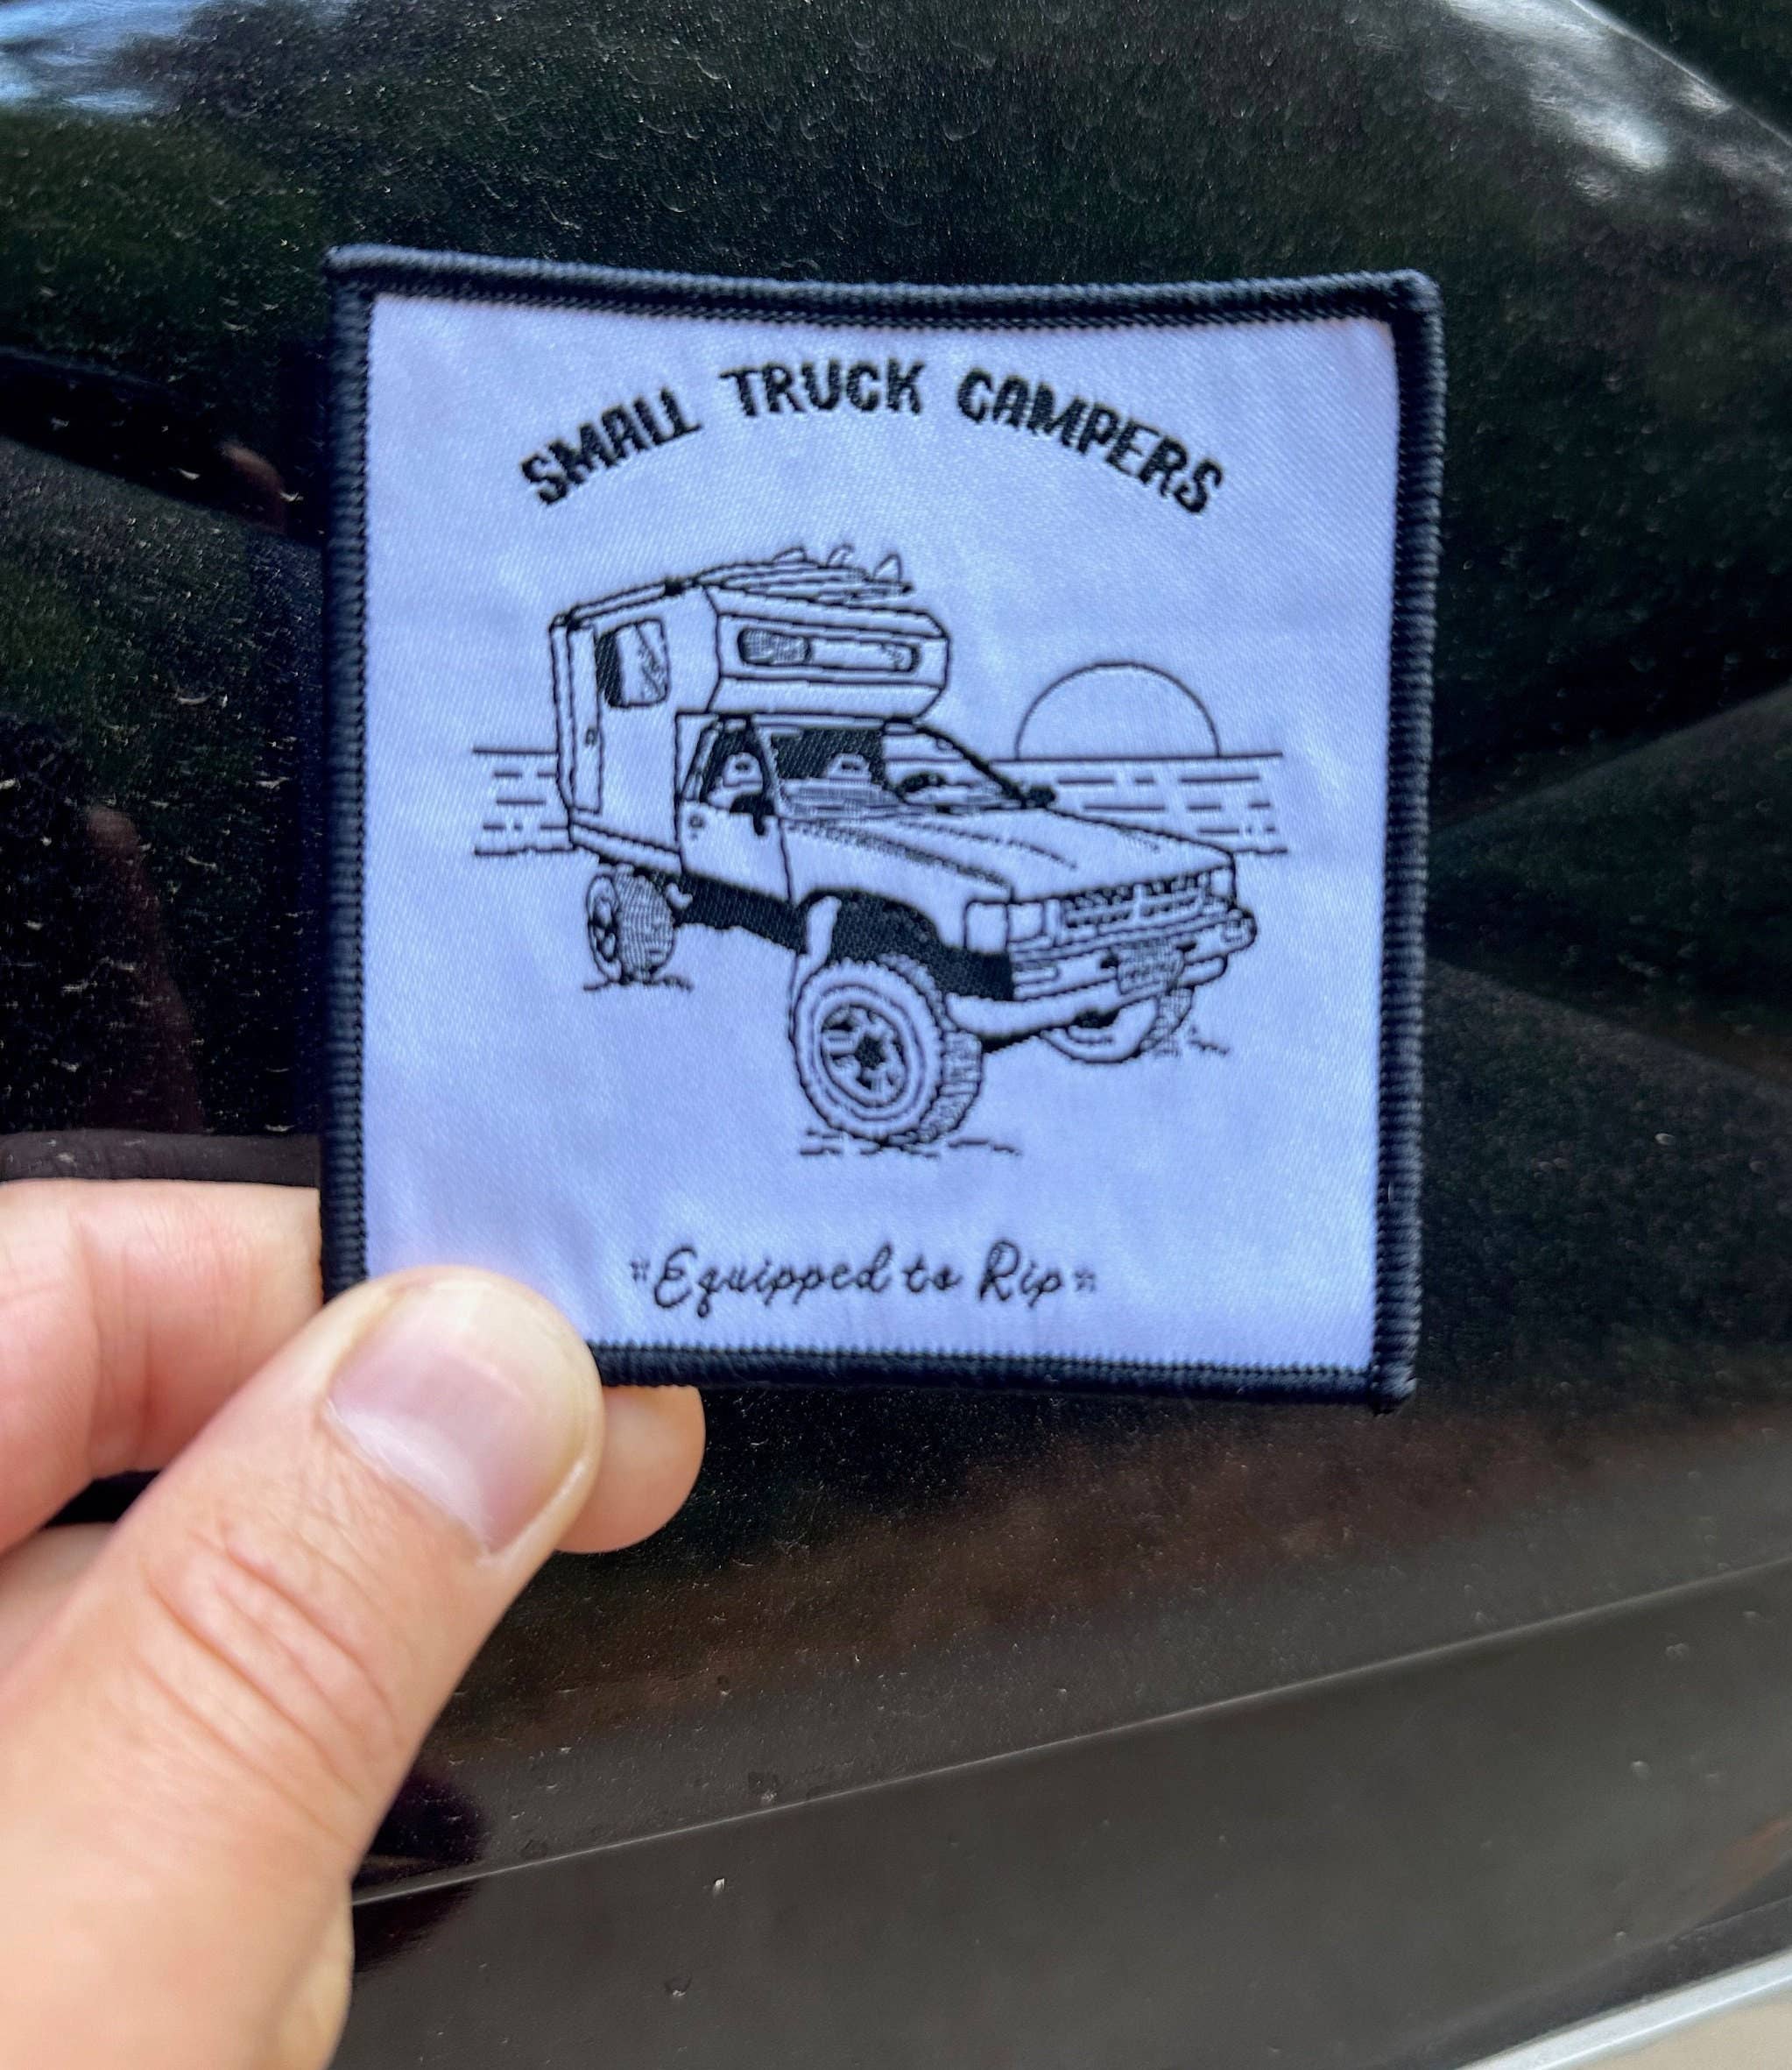 SMALL TRUCK CAMPERS
"Equipped to Rip"